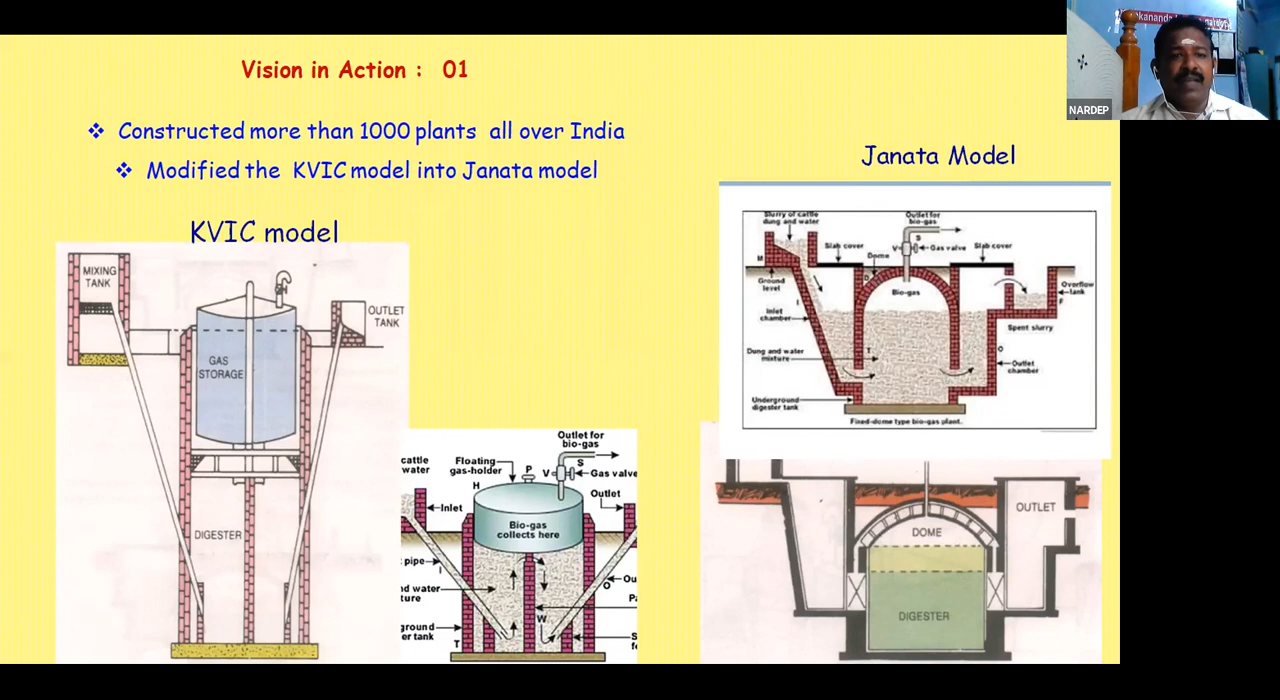 Vision in Action : 01
❖ Constructed more than 1000 plants all over India
❖ Modified the KVIC model into Janata model
KVIC model
MIXING
TANK
GAS
STORAGE
OUTLET
TANK
DIGESTER
cattle
water
Floating
gas-holder
P
H
Outlet for
bio-gas
S
V
Gas valve
Outlet
Inlet
Bio-gas
collects here
pipe
I
nd water
ture
O
Ou
Pa
W
ground
er tank
T
S
fe
Janata Model
Slurry of cattle
dung and water
Outlet for
bio-gas
S
V
Gas valve
Slab cover
Slab cover
Dome
M
D
Ground
level
Bio-gas
Overflow
tank
F
I
Inlet
chamber
Spent slurry
Dung and water
mixture
T
O
Outlet
chamber
Underground
digester tank
Fixed-dome type bio-gas plant.
OUTLET
DOME
DIGESTER
NARDEP